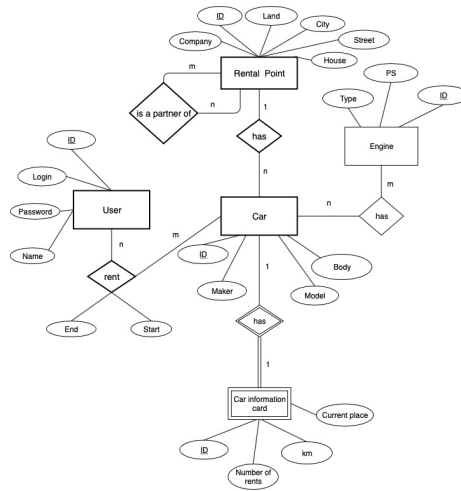 ID
Land
City
Street
House
Company
Rental Point
m
n
is a partner of
1
has
n
PS
Type
ID
Engine
m
has
n
ID
Login
Password
Name
User
n
rent
m
End
Start
Car
ID
Maker
Model
Body
1
has
1
Car information
card
Current place
ID
Number of
rents
km